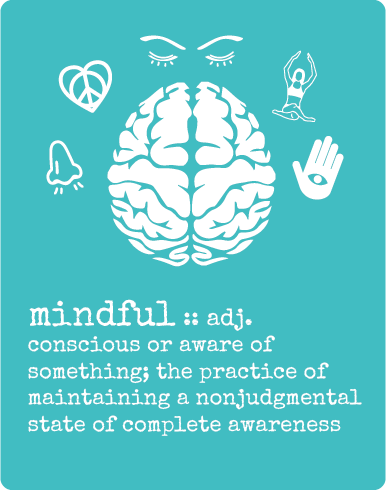 mindful :: adj.
conscious or aware of
something; the practice of
maintaining a nonjudgmental
state of complete awareness